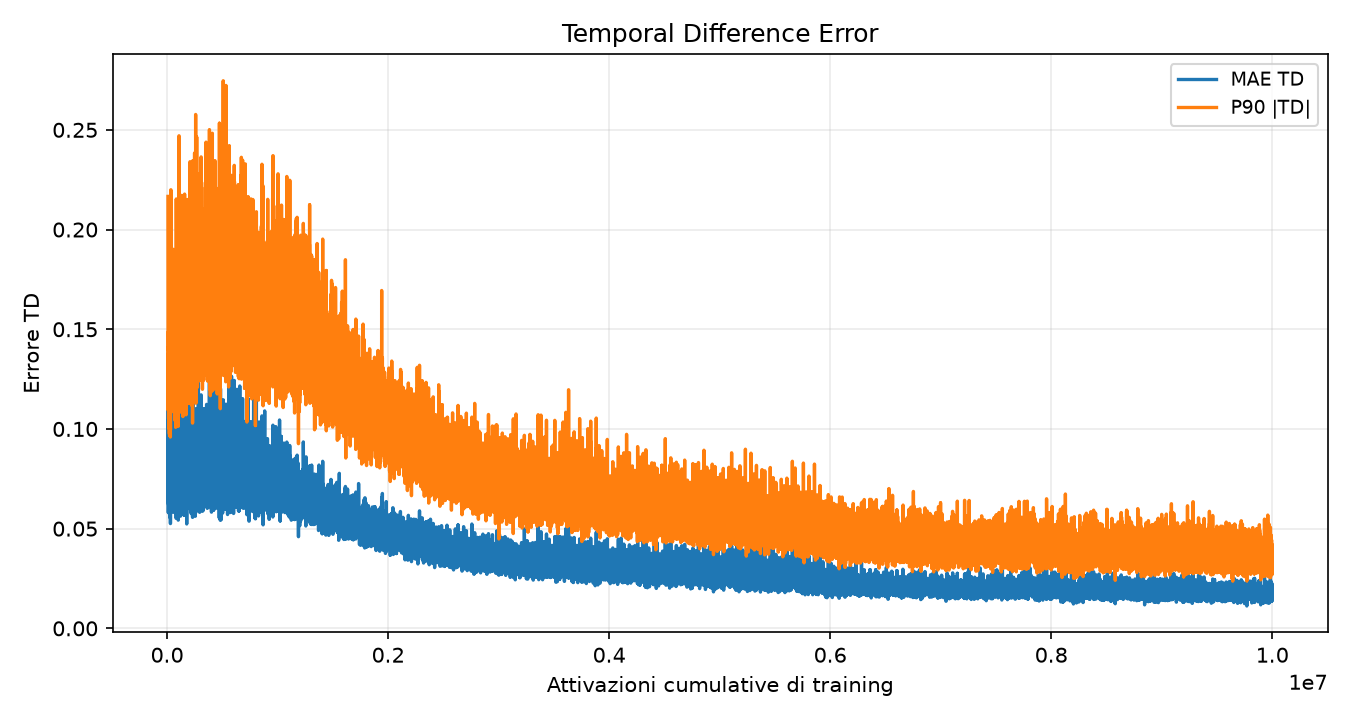 Temporal Difference Error
MAE TD
P90 |TD|
Errore TD
0.25
0.20
0.15
0.10
0.05
0.00
0.0 0.2 0.4 0.6 0.8 1.0
1e7
Attivazioni cumulative di training